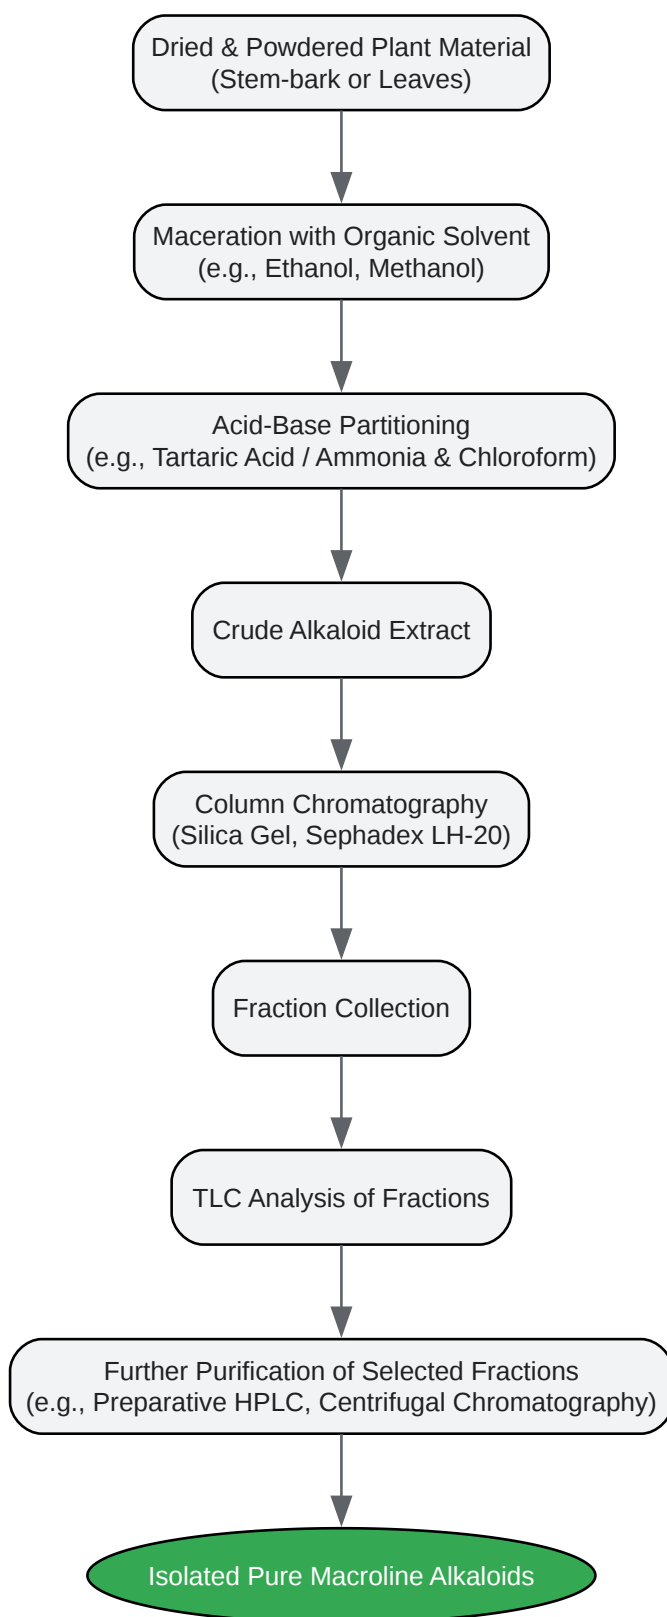 Dried & Powdered Plant Material
(Stem-bark or Leaves)
Maceration with Organic Solvent
(e.g., Ethanol, Methanol)
Acid-Base Partitioning
(e.g., Tartaric Acid / Ammonia & Chloroform)
Crude Alkaloid Extract
Column Chromatography
(Silica Gel, Sephadex LH-20)
Fraction Collection
TLC Analysis of Fractions
Further Purification of Selected Fractions
(e.g., Preparative HPLC, Centrifugal Chromatography)
Isolated Pure Macroline Alkaloids